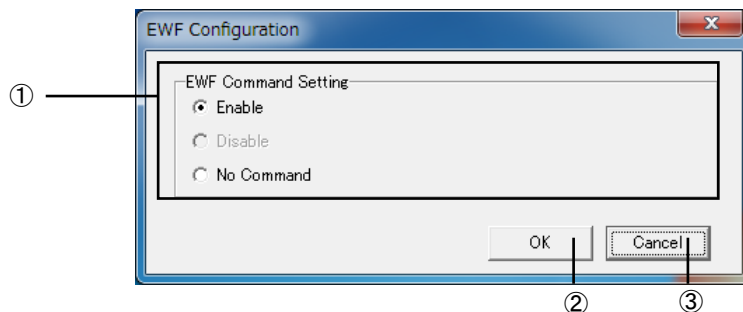 EWF Configuration
EWF Command Setting
①
Enable
Disable
No Command
OK
Cancel
②
③